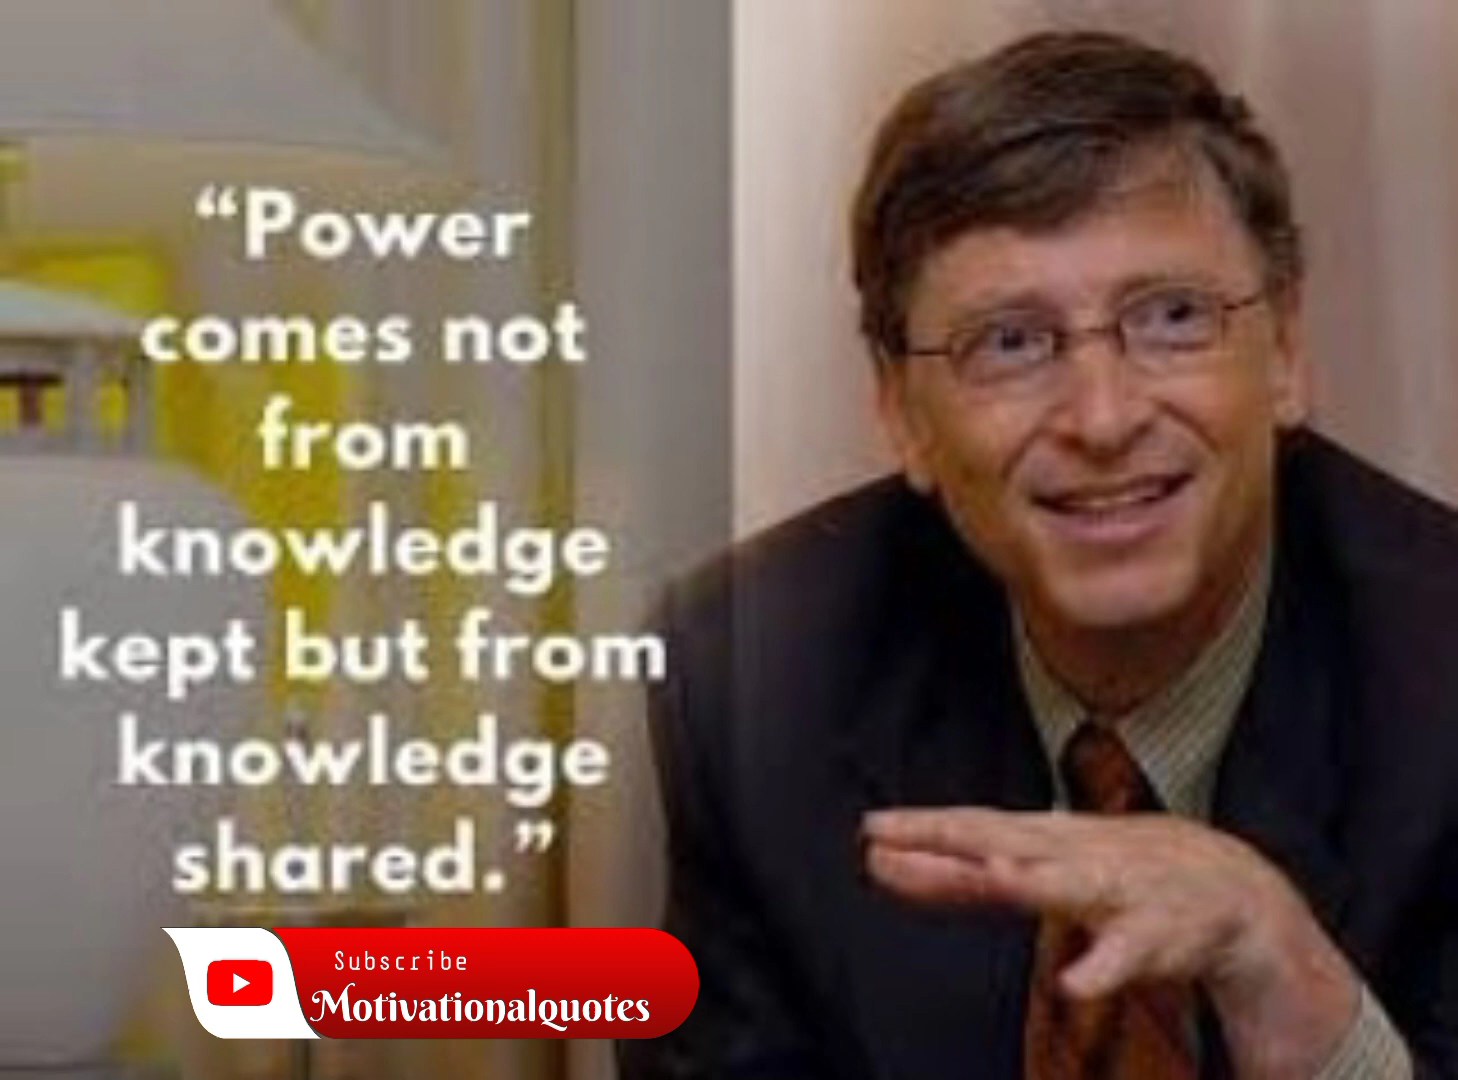 “Power
comes not
from
knowledge
kept but from
knowledge
shared.”
Subscribe
Motivationalquotes